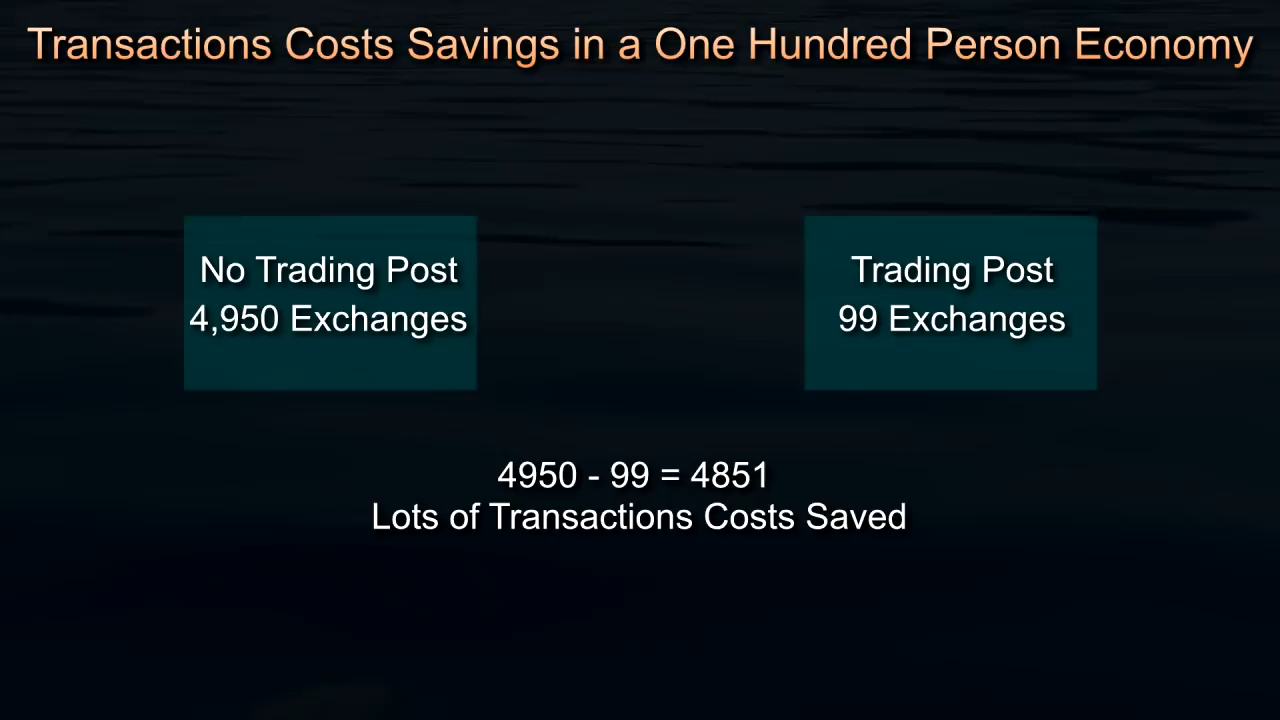 Transactions Costs Savings in a One Hundred Person Economy
No Trading Post
4,950 Exchanges
Trading Post
99 Exchanges
4950 - 99 = 4851
Lots of Transactions Costs Saved